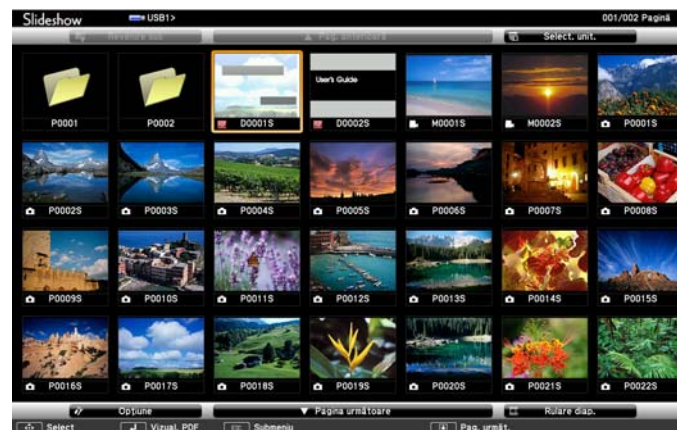 Slideshow USB1> 001/002 Pagină
Revenire sus ▲ Pag. anterioară Select. unit.
P0001 P0002 D0001S User's Guide D0002S M0001S M0002S P0001S
P0002S P0003S P0004S P0005S P0006S P0007S P0008S
P0009S P0010S P0011S P0012S P0013S P0014S P0015S
P0016S P0017S P0018S P0019S P0020S P0021S P0022S
Opţiune ▼ Pagina următoare Rulare diap.
Select Vizual. PDF ESC Submeniu Pag. următ.